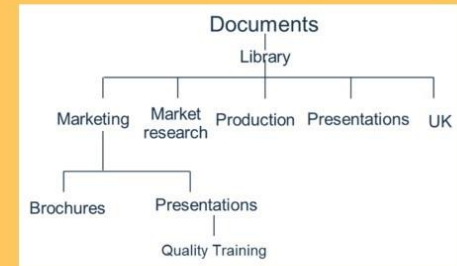 Documents
Library
Marketing
Market
research
Production
Presentations
UK
Brochures
Presentations
Quality Training